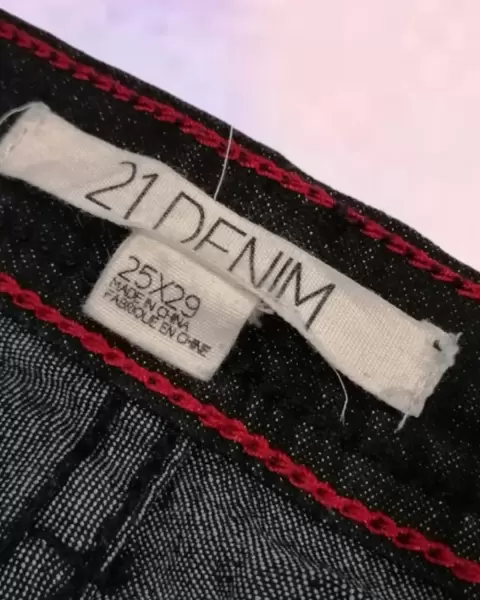 21 DENIM
25X29
MADE IN CHINA
FABRIQUÉ EN CHINE